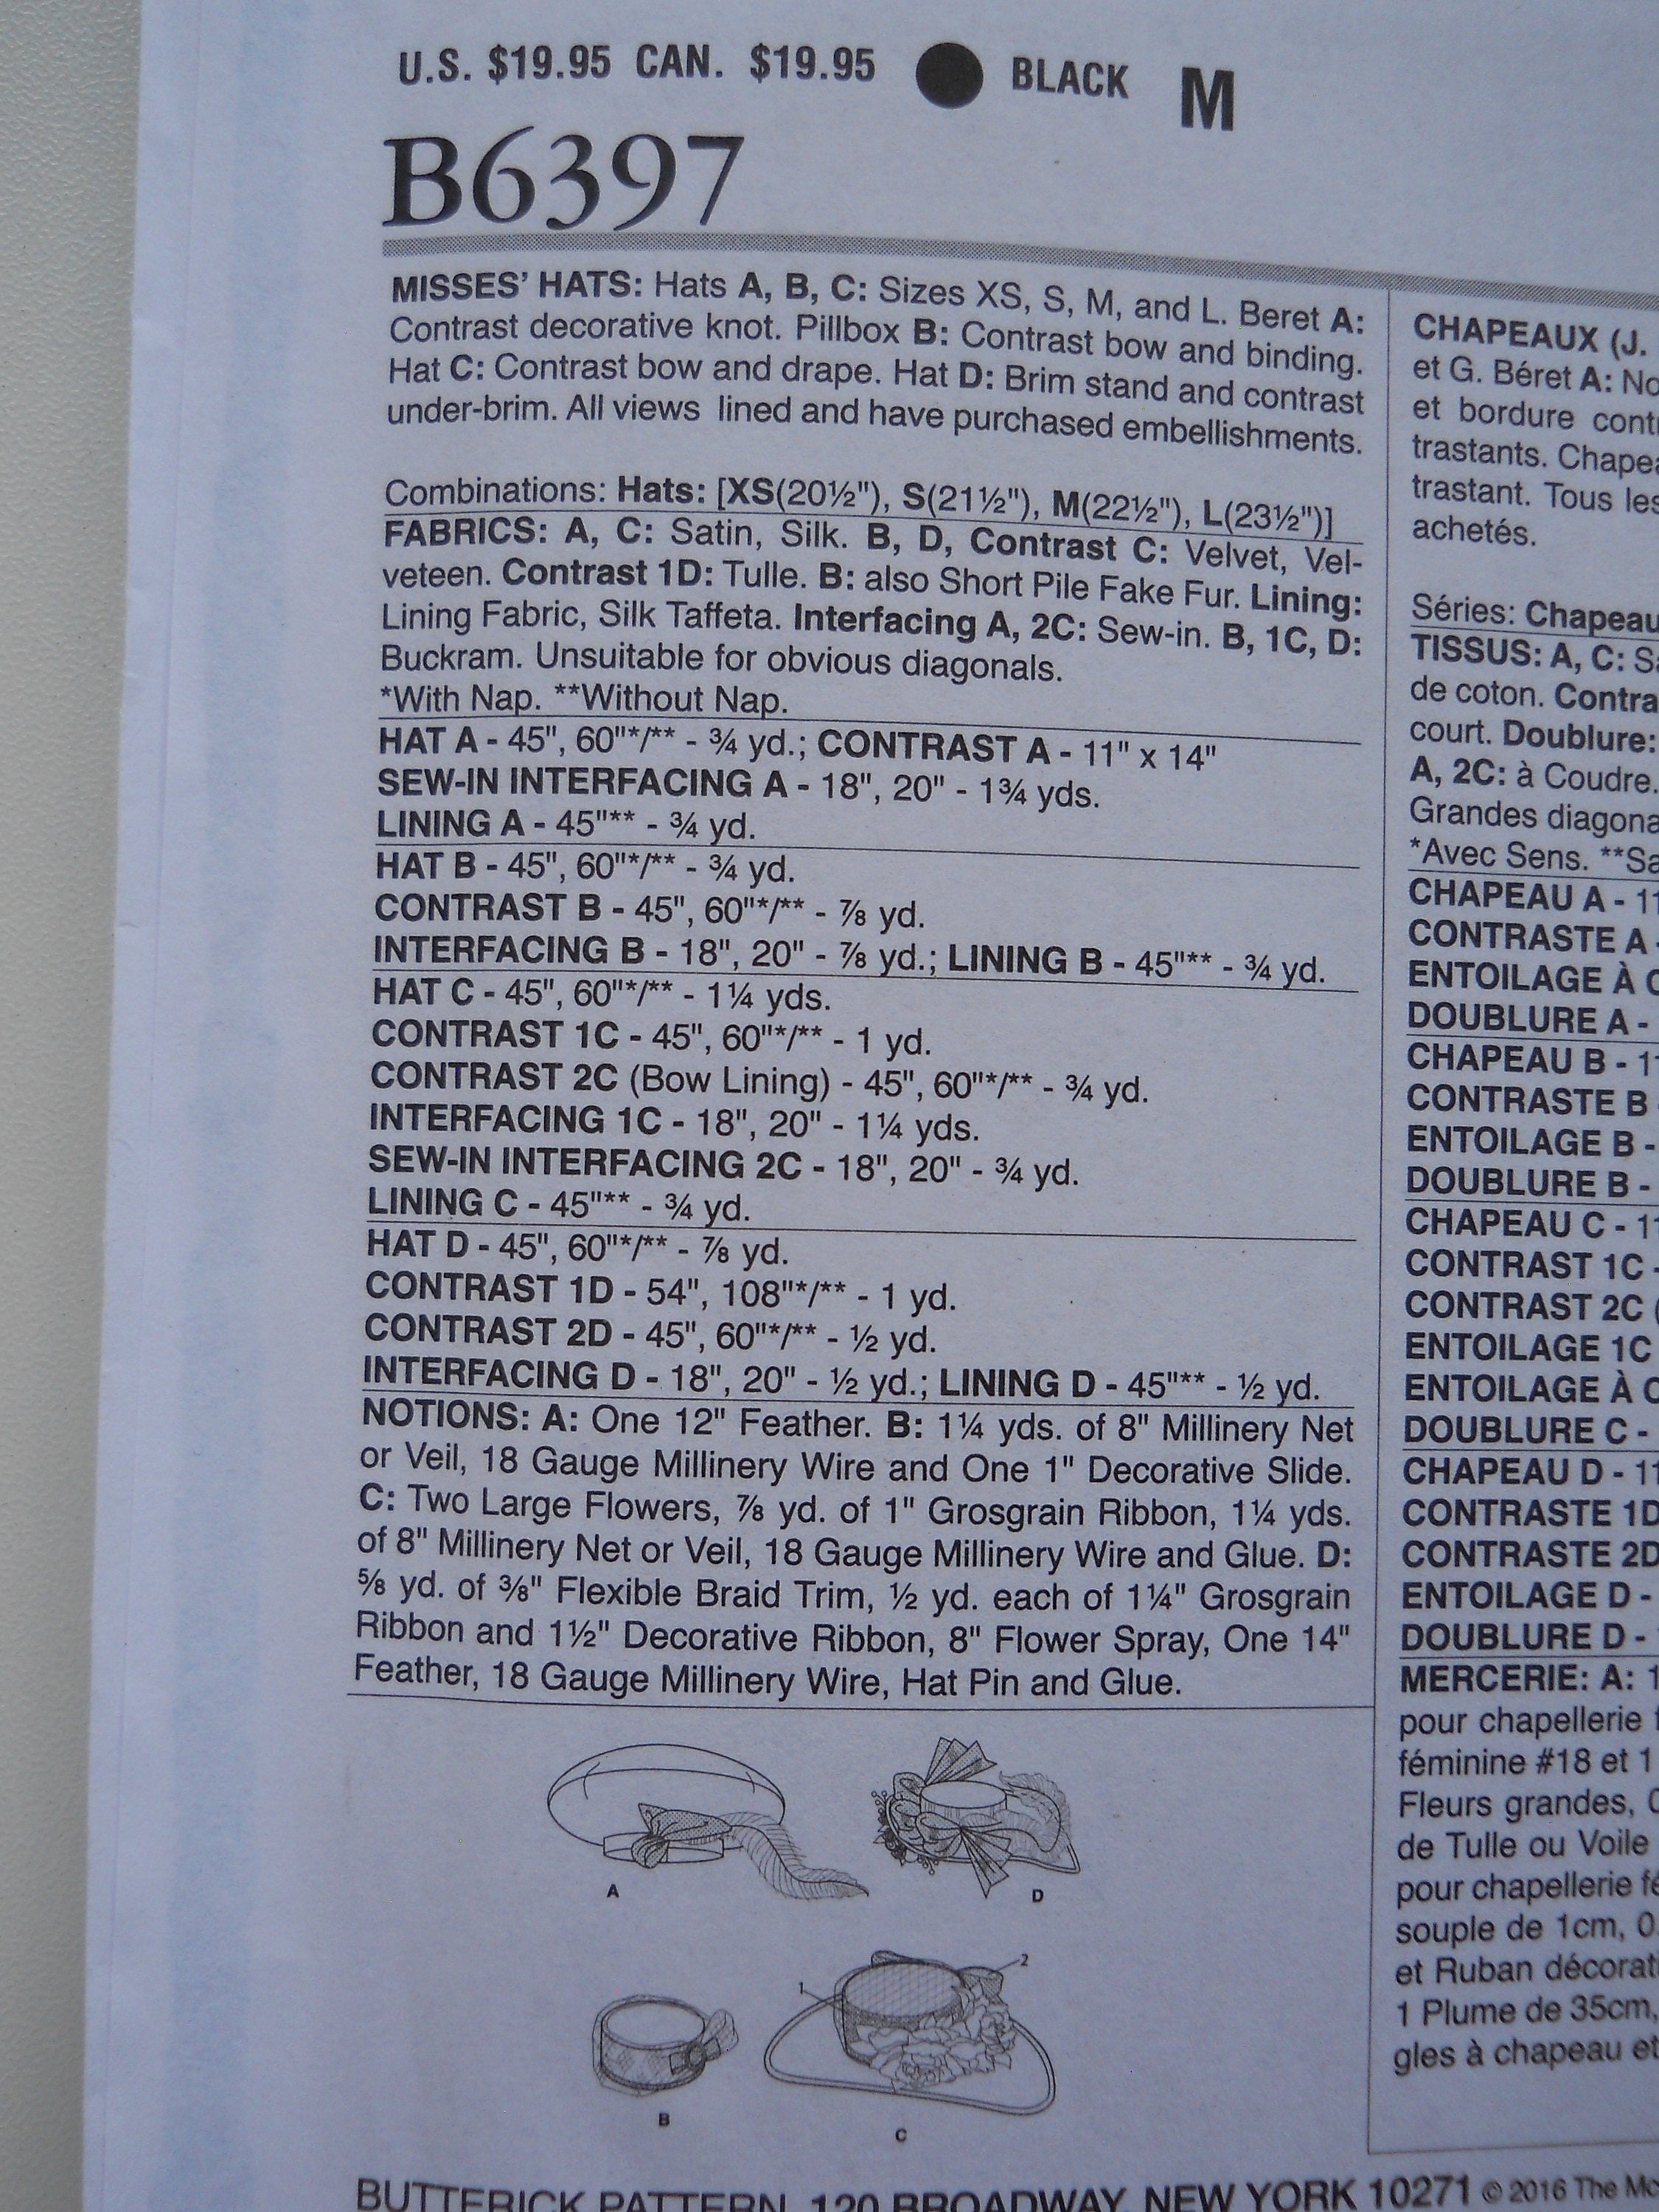 U.S. $19.95 CAN. $19.95 BLACK M
B6397
MISSES' HATS: Hats A, B, C: Sizes XS, S, M, and L. Beret A:
Contrast decorative knot. Pillbox B: Contrast bow and binding.
Hat C: Contrast bow and drape. Hat D: Brim stand and contrast
under-brim. All views lined and have purchased embellishments.
Combinations: Hats: [XS(20½"), S(21½"), M(22½"), L(23½")]
FABRICS: A, C: Satin, Silk. B, D, Contrast C: Velvet, Vel-
veteen. Contrast 1D: Tulle. B: also Short Pile Fake Fur. Lining:
Lining Fabric, Silk Taffeta. Interfacing A, 2C: Sew-in. B, 1C, D:
Buckram. Unsuitable for obvious diagonals.
*With Nap. **Without Nap.
HAT A - 45", 60"*/** - ¾ yd.; CONTRAST A - 11" x 14"
SEW-IN INTERFACING A - 18", 20" - 1¾ yds.
LINING A - 45"** - ¾ yd.
HAT B - 45", 60"*/** - ¾ yd.
CONTRAST B - 45", 60"*/** - ⅞ yd.
INTERFACING B - 18", 20" - ⅞ yd.; LINING B - 45"** - ¾ yd.
HAT C - 45", 60"*/** - 1¼ yds.
CONTRAST 1C - 45", 60"*/** - 1 yd.
CONTRAST 2C (Bow Lining) - 45", 60"*/** - ¾ yd.
INTERFACING 1C - 18", 20" - 1¼ yds.
SEW-IN INTERFACING 2C - 18", 20" - ¾ yd.
LINING C - 45"** - ¾ yd.
HAT D - 45", 60"*/** - ⅞ yd.
CONTRAST 1D - 54", 108"*/** - 1 yd.
CONTRAST 2D - 45", 60"*/** - ½ yd.
INTERFACING D - 18", 20" - ½ yd.; LINING D - 45"** - ½ yd.
NOTIONS: A: One 12" Feather. B: 1¼ yds. of 8" Millinery Net
or Veil, 18 Gauge Millinery Wire and One 1" Decorative Slide.
C: Two Large Flowers, ⅞ yd. of 1" Grosgrain Ribbon, 1¼ yds.
of 8" Millinery Net or Veil, 18 Gauge Millinery Wire and Glue. D:
⅝ yd. of ⅜" Flexible Braid Trim, ½ yd. each of 1¼" Grosgrain
Ribbon and 1½" Decorative Ribbon, 8" Flower Spray, One 14"
Feather, 18 Gauge Millinery Wire, Hat Pin and Glue.
A
D
1
2
B
C
CHAPEAUX (J.
et G. Béret A:
et bordure
trastants.
trastant. Tous les
achetés.
Séries:
TISSUS: A, C:
de coton.
court. Doublure:
A, 2C: à Coudre.
Grandes
*Avec Sens.
CHAPEAU A -
CONTRASTE A
ENTOILAGE À
DOUBLURE A -
CHAPEAU B -
CONTRASTE B
ENTOILAGE B -
DOUBLURE B -
CHAPEAU C -
CONTRAST 1C
CONTRAST 2C
ENTOILAGE 1C
ENTOILAGE À
DOUBLURE C -
CHAPEAU D -
CONTRASTE 1D
CONTRASTE 2D
ENTOILAGE D -
DOUBLURE D -
MERCERIE: A: 1
pour chapellerie
féminine #18 et 1
Fleurs grandes,
de Tulle ou Voile
pour chapellerie
souple de 1cm,
et Ruban
1 Plume de 35cm,
gles à chapeau et
BUTTERICK PATTERN, 120 BROADWAY, NEW YORK 10271 © 2016 The